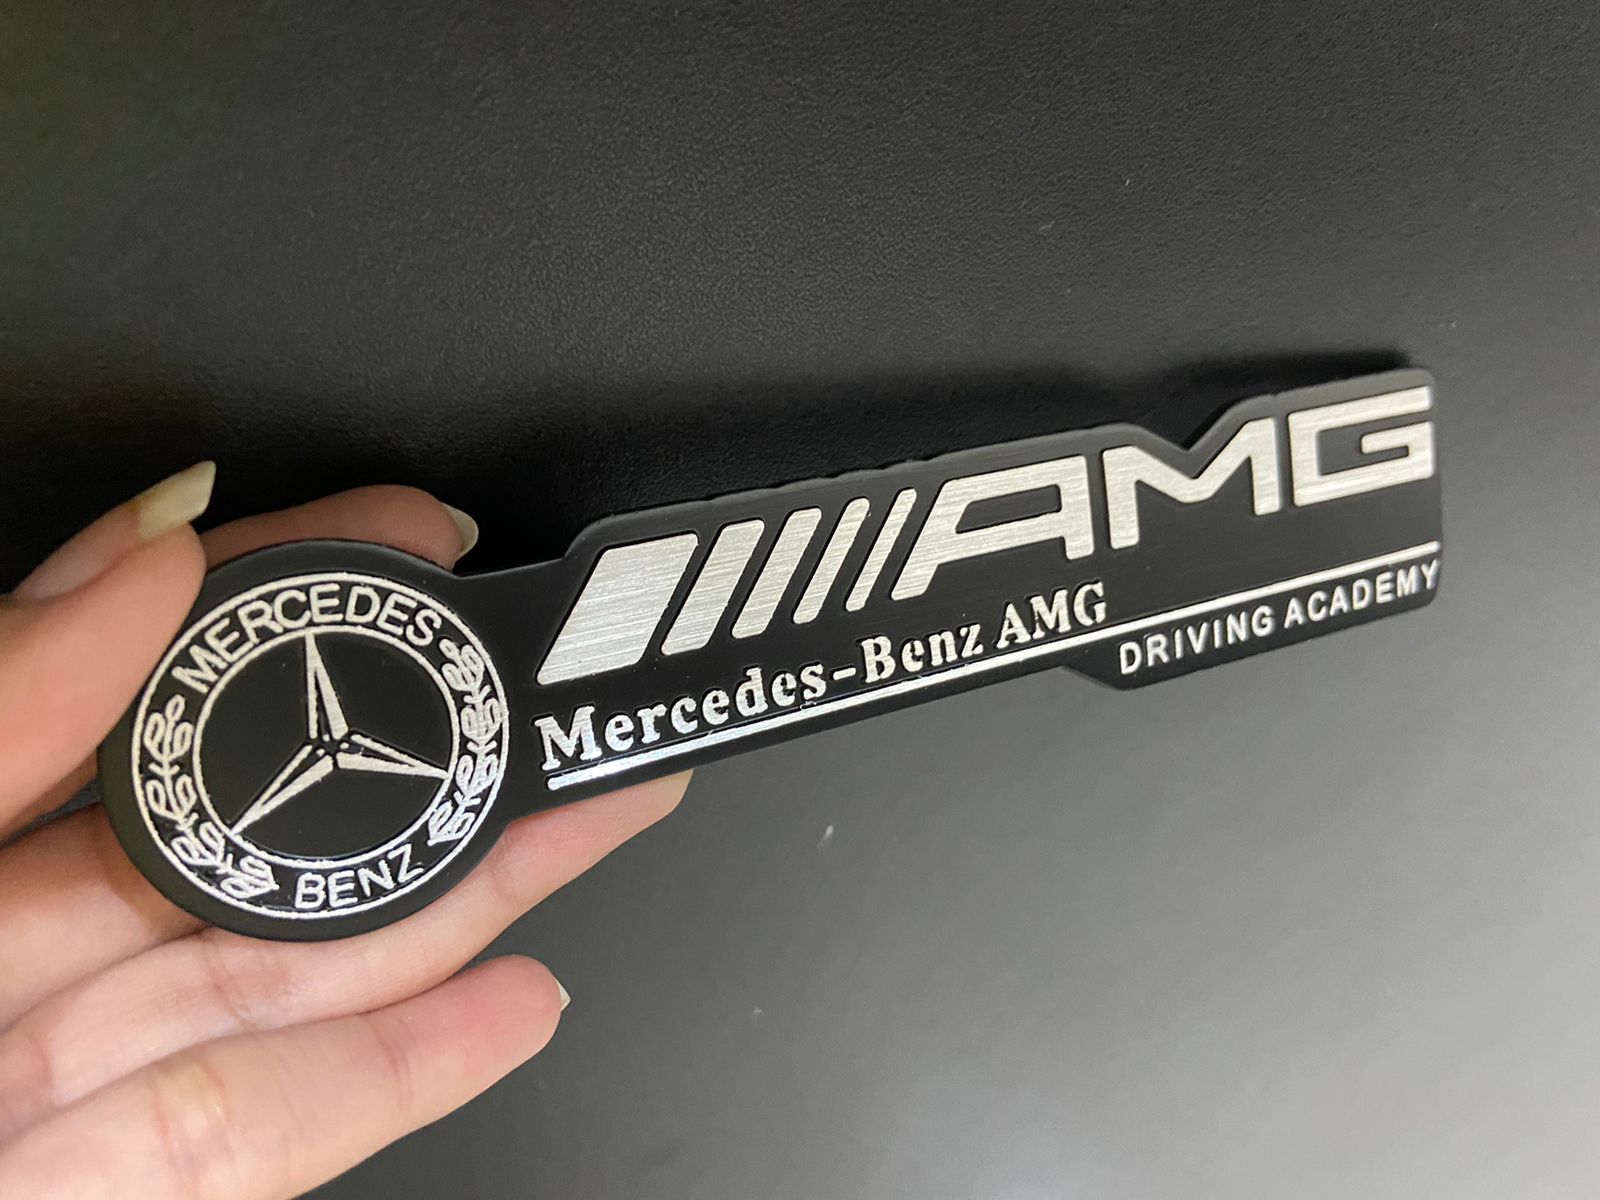 MERCEDES
BENZ
AMG
Mercedes-Benz AMG
DRIVING ACADEMY